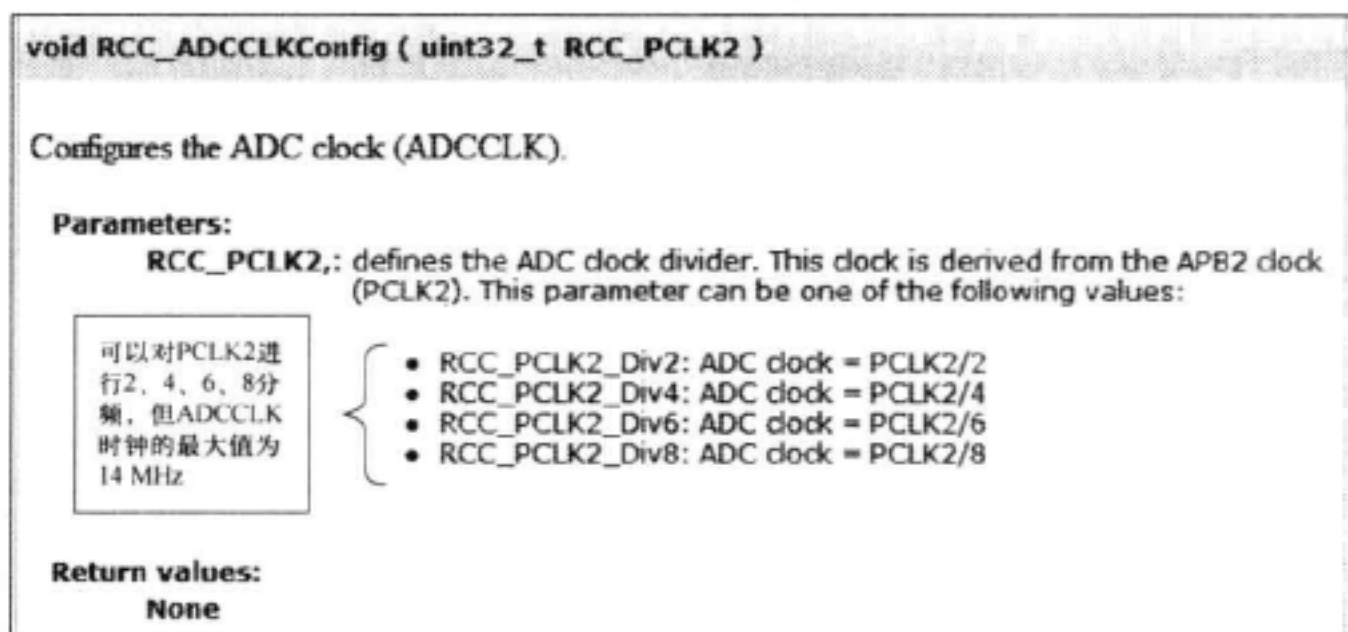 void RCC_ADCCLKConfig ( uint32_t RCC_PCLK2 )
Configures the ADC clock (ADCCLK).
Parameters:
RCC_PCLK2,: defines the ADC clock divider. This clock is derived from the APB2 clock
(PCLK2). This parameter can be one of the following values:
可以对PCLK2进
行2、4、6、8分
频，但ADCCLK
时钟的最大值为
14 MHz
• RCC_PCLK2_Div2: ADC clock = PCLK2/2
• RCC_PCLK2_Div4: ADC clock = PCLK2/4
• RCC_PCLK2_Div6: ADC clock = PCLK2/6
• RCC_PCLK2_Div8: ADC clock = PCLK2/8
Return values:
None